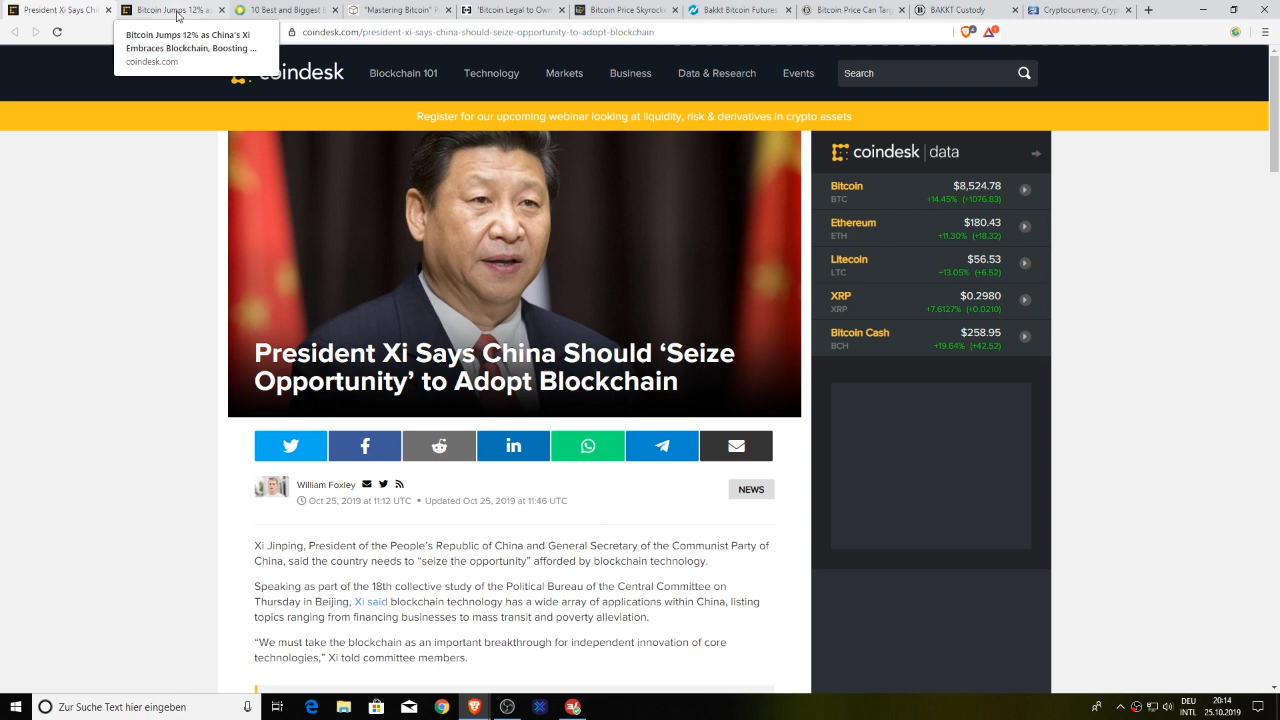 President Xi Says Ch
Bitcoin Jumps 12% as
10 Best and Biggest B
"Mastering Bitcoin" P
'Bitcoin Legal to Own
Bitcoin Price Skyrocke
Bakkt Bitcoin Futures
Bitcoin Price Can Targ
BAKKT Custody
Cryptocurrency, Cryp
Bitcoin Jumps 12% as China's Xi
Embraces Blockchain, Boosting ...
coindesk.com
coindesk.com/president-xi-says-china-should-seize-opportunity-to-adopt-blockchain
coindesk
Blockchain 101
Technology
Markets
Business
Data & Research
Events
Search
Register for our upcoming webinar looking at liquidity, risk & derivatives in crypto assets
President Xi Says China Should ‘Seize
Opportunity’ to Adopt Blockchain
William Foxley
Oct 25, 2019 at 11:12 UTC • Updated Oct 25, 2019 at 11:46 UTC
NEWS
Xi Jinping, President of the People’s Republic of China and General Secretary of the Communist Party of
China, said the country needs to “seize the opportunity” afforded by blockchain technology.
Speaking as part of the 18th collective study of the Political Bureau of the Central Committee on
Thursday in Beijing, Xi said blockchain technology has a wide array of applications within China, listing
topics ranging from financing businesses to mass transit and poverty alleviation.
“We must take the blockchain as an important breakthrough for independent innovation of core
technologies,” Xi told committee members.
coindesk | data
Bitcoin $8,524.78
BTC +14.45% (+1076.83)
Ethereum $180.43
ETH +11.30% (+18.32)
Litecoin $56.53
LTC +13.05% (+6.52)
XRP $0.2980
XRP +7.6127% (+0.0210)
Bitcoin Cash $258.95
BCH +19.64% (+42.52)
Zur Suche Text hier eingeben
DEU
INTL
20:14
25.10.2019